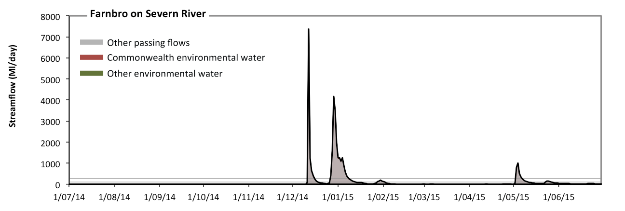 Farnbro on Severn River
Streamflow (Ml/day)
8000
7000
6000
5000
4000
3000
2000
1000
0
Other passing flows
Commonwealth environmental water
Other environmental water
1/07/14 1/08/14 1/09/14 1/10/14 1/11/14 1/12/14 1/01/15 1/02/15 1/03/15 1/04/15 1/05/15 1/06/15